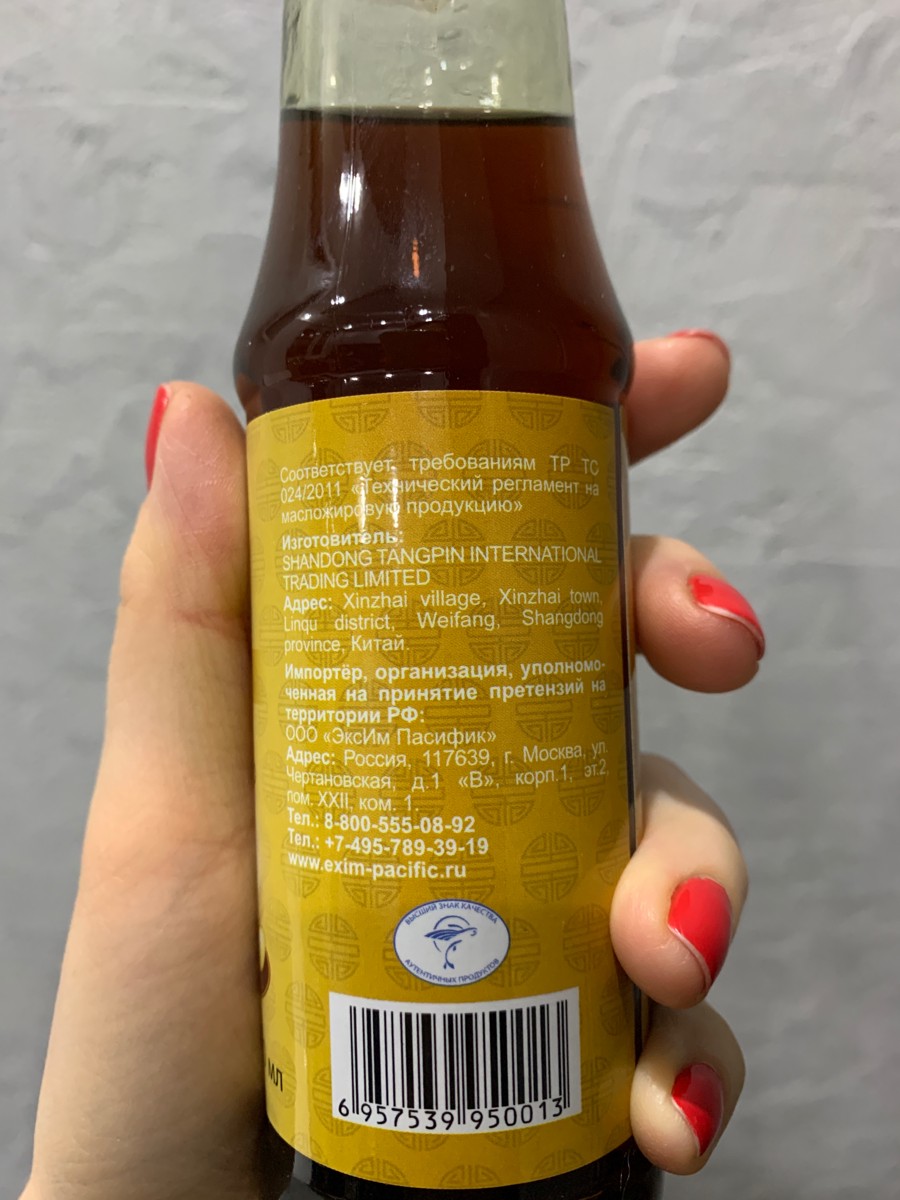 Соответствует требованиям ТР ТС
024/2011 «Технический регламент на
масложировую продукцию»
Изготовитель:
SHANDONG TANGPIN INTERNATIONAL
TRADING LIMITED
Адрес: Xinzhai village, Xinzhai town,
Linqu district, Weifang, Shangdong
province, Китай.
Импортёр, организация, уполномо-
ченная на принятие претензий на
территории РФ:
ООО «ЭксИм Пасифик»
Адрес: Россия, 117639, г. Москва, ул.
Чертановская, д.1 «В», корп.1, эт.2,
пом. XXII, ком. 1.
Тел.: 8-800-555-08-92
Тел.: +7-495-789-39-19
www.exim-pacific.ru
ВЫСШИЙ ЗНАК КАЧЕСТВА
АУТЕНТИЧНЫХ ПРОДУКТОВ
мл
6 957539 950013